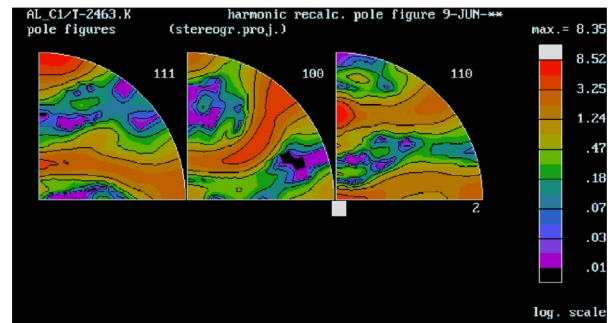 AL_C1/T-2463.K harmonic recalc. pole figure 9-JUN-**
pole figures (stereogr.proj.) max.= 8.35
111 100 110
8.52
3.25
1.24
.47
.18
.07
.03
.01
2
log. scale